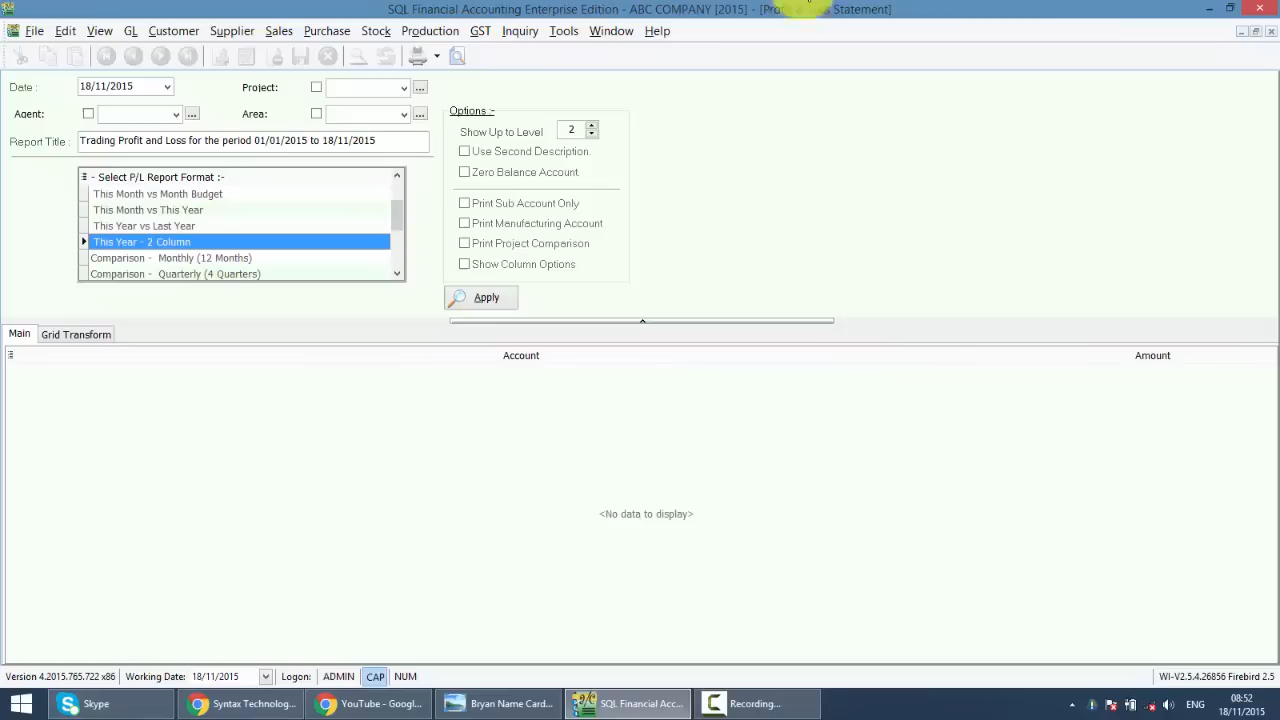 SQL Financial Accounting Enterprise Edition - ABC COMPANY [2015] - [Profit Statement]
File Edit View GL Customer Supplier Sales Purchase Stock Production GST Inquiry Tools Window Help
Date : 18/11/2015 Project: ...
Agent: ... Area: ...
Report Title : Trading Profit and Loss for the period 01/01/2015 to 18/11/2015
- Select P/L Report Format :-
This Month vs Month Budget
This Month vs This Year
This Year vs Last Year
This Year - 2 Column
Comparison - Monthly (12 Months)
Comparison - Quarterly (4 Quarters)
Options :-
Show Up to Level 2
Use Second Description.
Zero Balance Account
Print Sub Account Only
Print Manufacturing Account
Print Project Comparison
Show Column Options
Apply
Main Grid Transform
Account Amount
<No data to display>
Version 4.2015.765.722 x86 Working Date: 18/11/2015 Logon: ADMIN CAP NUM WI-V2.5.4.26856 Firebird 2.5
Skype Syntax Technolog... YouTube - Googl... Bryan Name Card... SQL Financial Acc... Recording... ENG 08:52
18/11/2015